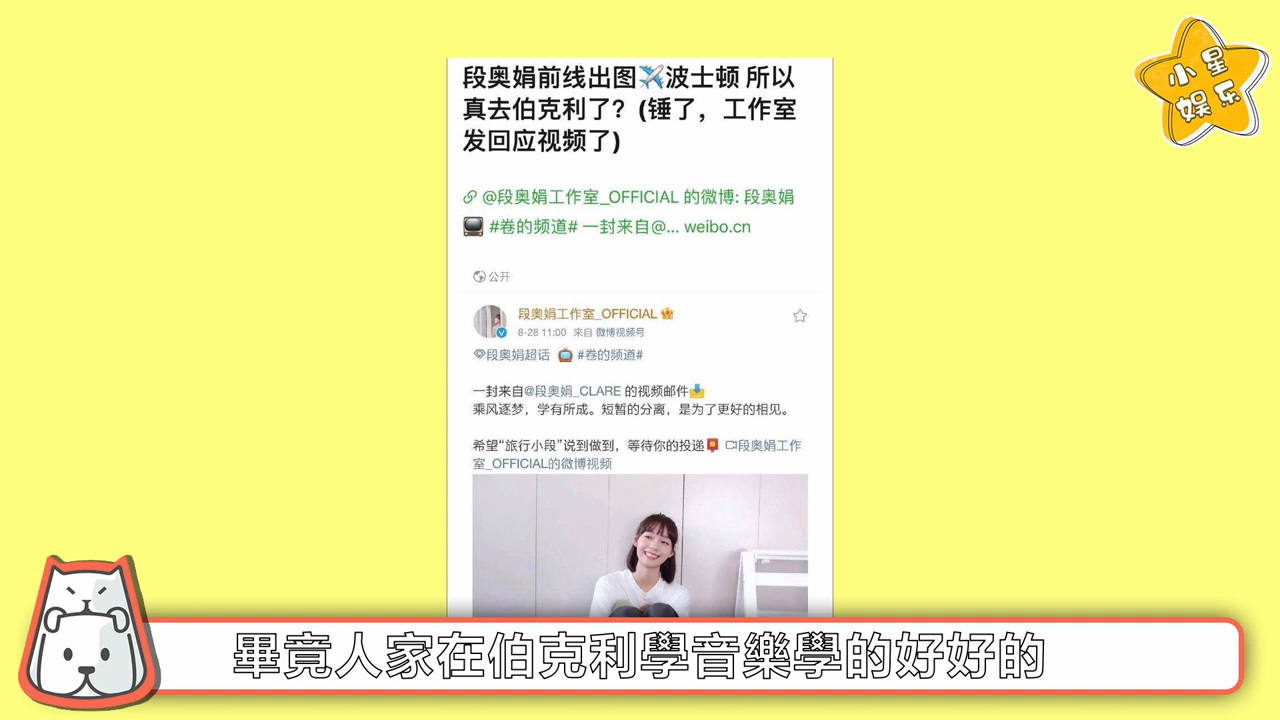 段奥娟前线出图✈️波士顿 所以
真去伯克利了？(锤了，工作室
发回应视频了)
@段奥娟工作室_OFFICIAL 的微博: 段奥娟
#卷的频道# 一封来自@... weibo.cn
公开
段奥娟工作室_OFFICIAL
8-28 11:00 来自 微博视频号
段奥娟超话 #卷的频道#
一封来自@段奥娟_CLARE 的视频邮件
乘风逐梦，学有所成。短暂的分离，是为了更好的相见。
希望“旅行小段”说到做到，等待你的投递 段奥娟工作
室_OFFICIAL的微博视频
小星
娱乐
畢竟人家在伯克利學音樂學的好好的